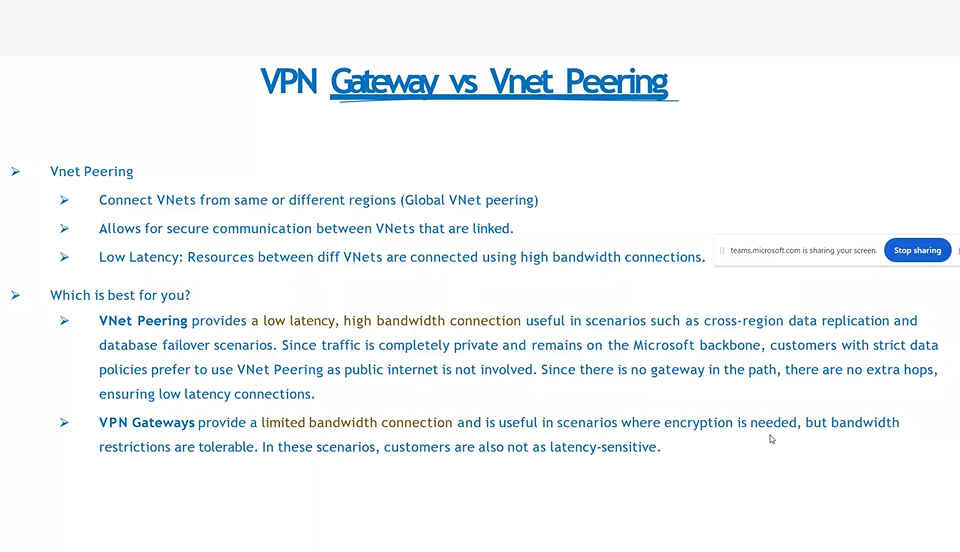 VPN Gateway vs Vnet Peering
Vnet Peering
Connect VNets from same or different regions (Global VNet peering)
Allows for secure communication between VNets that are linked.
teams.microsoft.com is sharing your screen. Stop sharing
Low Latency: Resources between diff VNets are connected using high bandwidth connections.
Which is best for you?
VNet Peering provides a low latency, high bandwidth connection useful in scenarios such as cross-region data replication and
database failover scenarios. Since traffic is completely private and remains on the Microsoft backbone, customers with strict data
policies prefer to use VNet Peering as public internet is not involved. Since there is no gateway in the path, there are no extra hops,
ensuring low latency connections.
VPN Gateways provide a limited bandwidth connection and is useful in scenarios where encryption is needed, but bandwidth
restrictions are tolerable. In these scenarios, customers are also not as latency-sensitive.